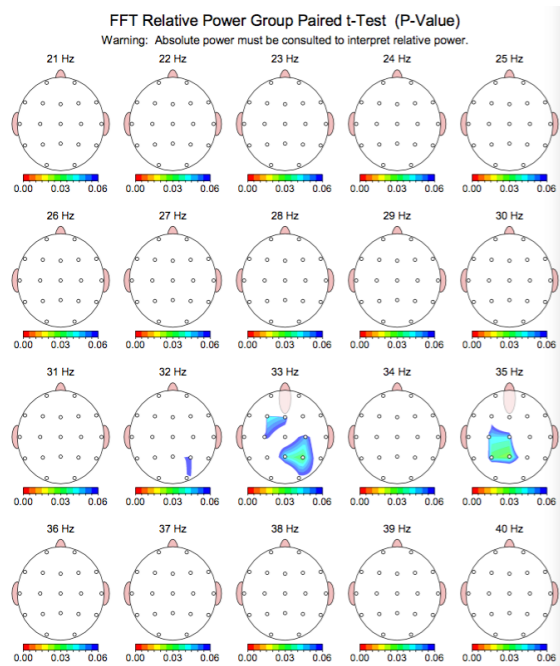 FFT Relative Power Group Paired t-Test (P-Value)
Warning: Absolute power must be consulted to interpret relative power.
21 Hz 22 Hz 23 Hz 24 Hz 25 Hz
0.00 0.03 0.06 0.00 0.03 0.06 0.00 0.03 0.06 0.00 0.03 0.06 0.00 0.03 0.06
26 Hz 27 Hz 28 Hz 29 Hz 30 Hz
0.00 0.03 0.06 0.00 0.03 0.06 0.00 0.03 0.06 0.00 0.03 0.06 0.00 0.03 0.06
31 Hz 32 Hz 33 Hz 34 Hz 35 Hz
0.00 0.03 0.06 0.00 0.03 0.06 0.00 0.03 0.06 0.00 0.03 0.06 0.00 0.03 0.06
36 Hz 37 Hz 38 Hz 39 Hz 40 Hz
0.00 0.03 0.06 0.00 0.03 0.06 0.00 0.03 0.06 0.00 0.03 0.06 0.00 0.03 0.06